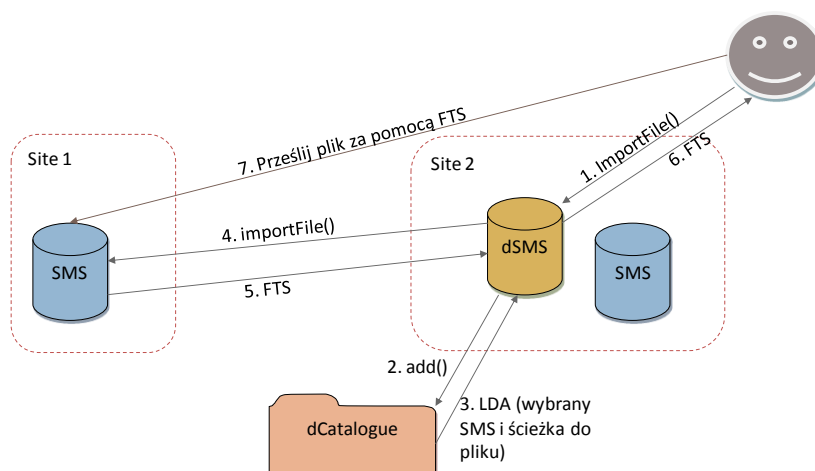 7. Prześlij plik za pomocą FTS
1. ImportFile()
6. FTS
Site 1
Site 2
4. importFile()
dSMS
SMS
SMS
5. FTS
2. add()
3. LDA (wybrany
SMS i ścieżka do
pliku)
dCatalogue